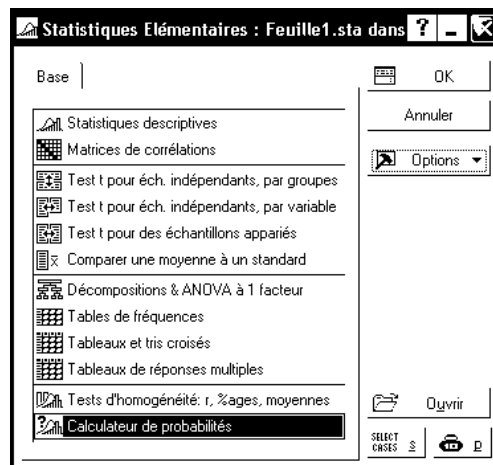 Statistiques Elémentaires : Feuille1.sta dans ? _
Base
OK
Annuler
Options
Statistiques descriptives
Matrices de corrélations
Test t pour éch. indépendants, par groupes
Test t pour éch. indépendants, par variable
Test t pour des échantillons appariés
Comparer une moyenne à un standard
Décompositions & ANOVA à 1 facteur
Tables de fréquences
Tableaux et tris croisés
Tableaux de réponses multiples
Tests d'homogénéité: r, %ages, moyennes
Calculateur de probabilités
Ouvrir
SELECT CASES S
D